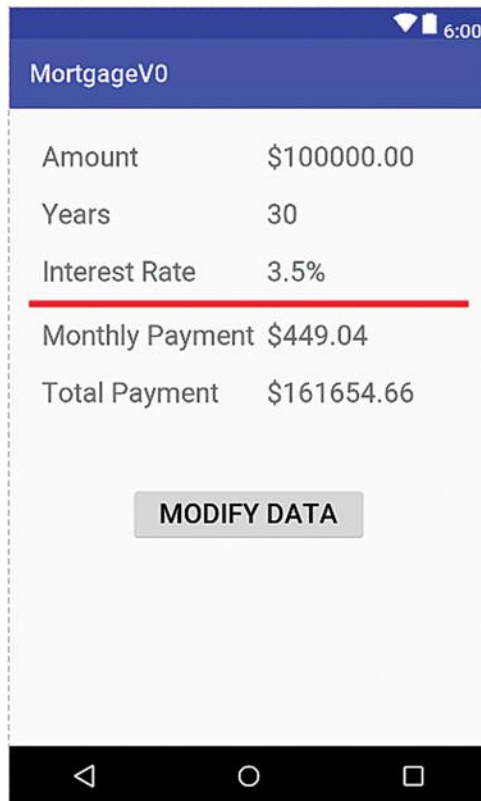 6:00
MortgageV0
Amount $100000.00
Years 30
Interest Rate 3.5%
Monthly Payment $449.04
Total Payment $161654.66
MODIFY DATA